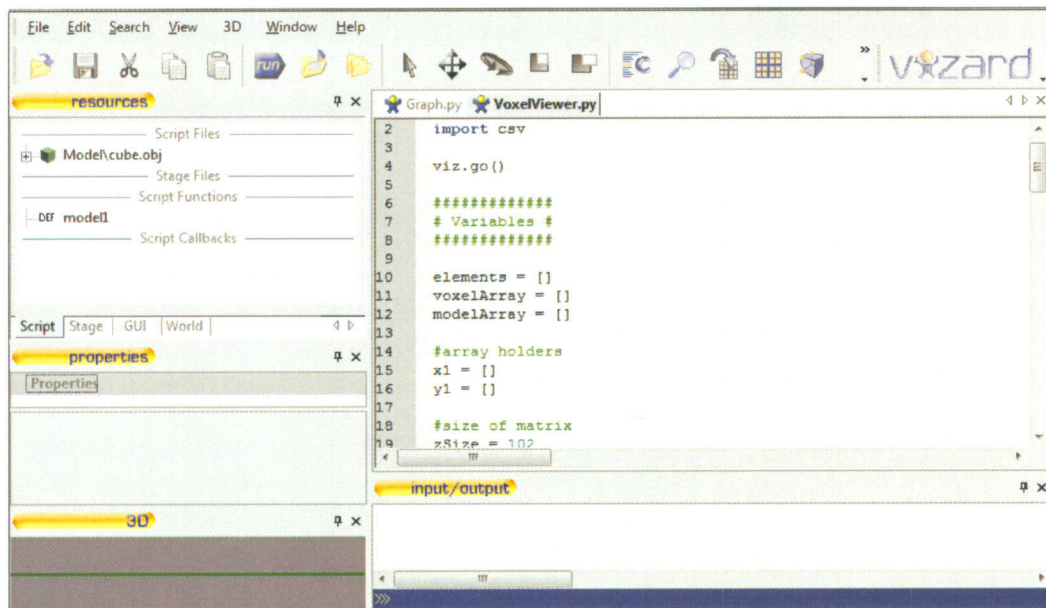 File Edit Search View 3D Window Help
run
vizard
resources
Script Files
Model\cube.obj
Stage Files
Script Functions
DEF model1
Script Callbacks
Script Stage GUI World
properties
Properties
3D
Graph.py VoxelViewer.py
2 import csv
3
4 viz.go()
5
6 #############
7 # Variables #
8 #############
9
10 elements = []
11 voxelArray = []
12 modelArray = []
13
14 #array holders
15 x1 = []
16 y1 = []
17
18 #size of matrix
19 zSize = 102
input/output
>>>